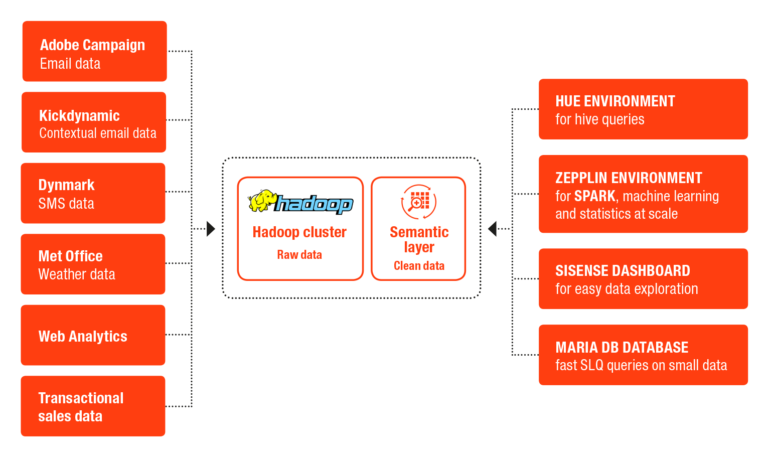 Adobe Campaign
Email data
Kickdynamic
Contextual email data
Dynmark
SMS data
Met Office
Weather data
Web Analytics
Transactional
sales data
hadoop
Hadoop cluster
Raw data
Semantic
layer
Clean data
HUE ENVIRONMENT
for hive queries
ZEPPLIN ENVIRONMENT
for SPARK, machine learning
and statistics at scale
SISENSE DASHBOARD
for easy data exploration
MARIA DB DATABASE
fast SLQ queries on small data